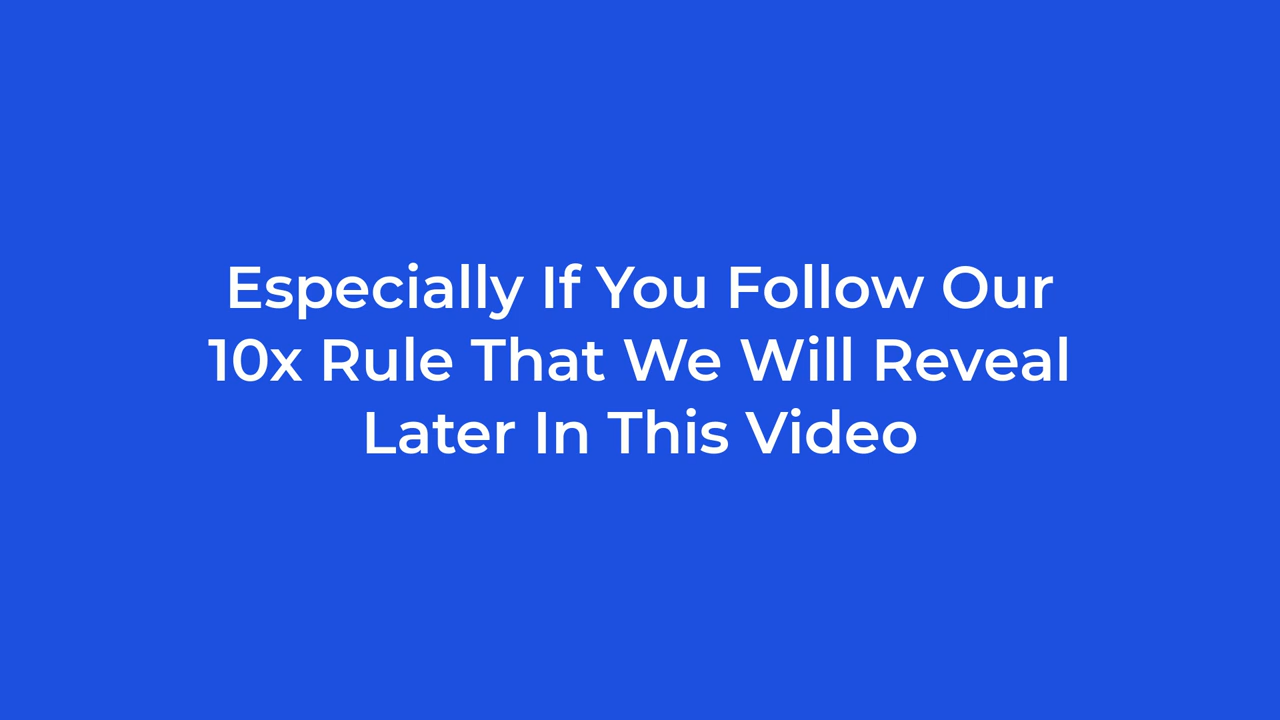 Especially If You Follow Our
10x Rule That We Will Reveal
Later In This Video